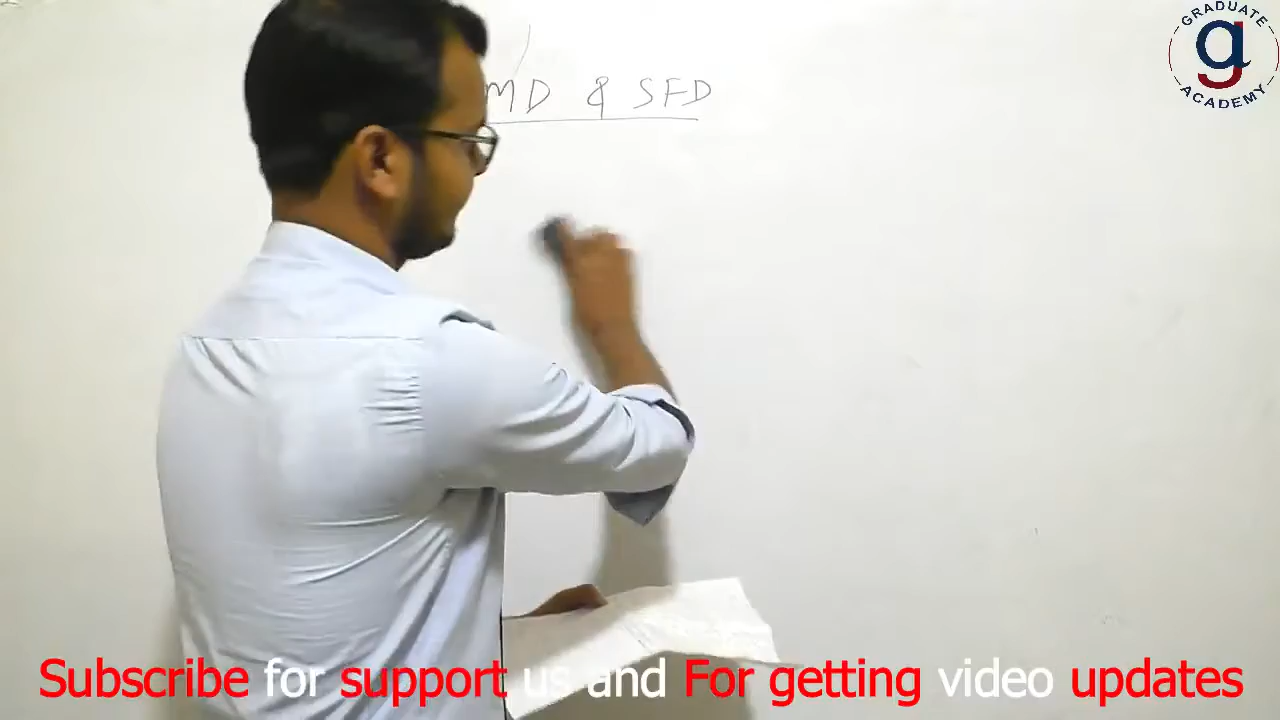 GRADUATE
ACADEMY
MD & SFD
Subscribe for support us and For getting video updates